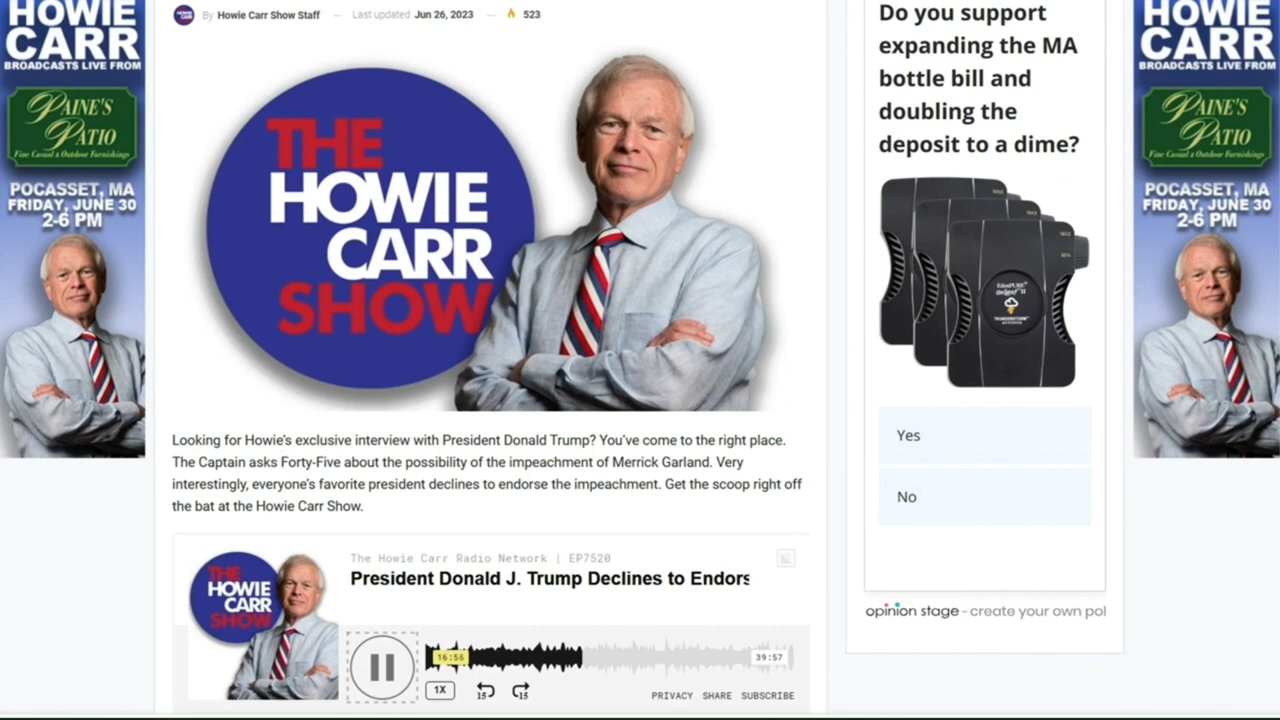 HOWIE
CARR
BROADCASTS LIVE FROM
PAINE'S
PATIO
Fine Casual & Outdoor Furnishings
POCASSET, MA
FRIDAY, JUNE 30
2-6 PM
By Howie Carr Show Staff — Last updated Jun 26, 2023 — 523
THE
HOWIE
CARR
SHOW
Looking for Howie's exclusive interview with President Donald Trump? You've come to the right place.
The Captain asks Forty-Five about the possibility of the impeachment of Merrick Garland. Very
interestingly, everyone's favorite president declines to endorse the impeachment. Get the scoop right off
the bat at the Howie Carr Show.
THE
HOWIE
CARR
SHOW
The Howie Carr Radio Network | EP7520
President Donald J. Trump Declines to Endors
16:56
39:57
1X
15
15
PRIVACY SHARE SUBSCRIBE
Do you support
expanding the MA
bottle bill and
doubling the
deposit to a dime?
MAX
MAX
MAX
MIN
EdenPURE
OxiLeaf II
THUNDERSTORM
Yes
No
opinion stage - create your own pol
HOWIE
CARR
BROADCASTS LIVE FROM
PAINE'S
PATIO
Fine Casual & Outdoor Furnishings
POCASSET, MA
FRIDAY, JUNE 30
2-6 PM